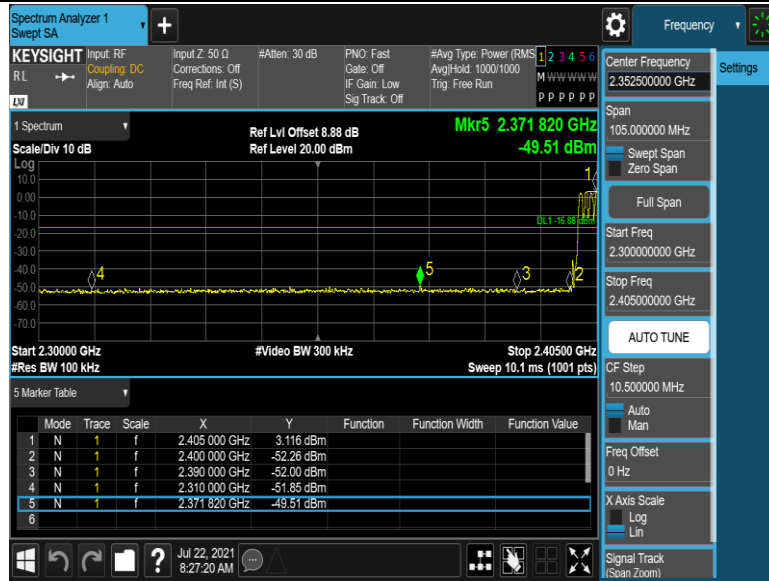 Spectrum Analyzer 1
Swept SA
Frequency
KEYSIGHT
RL
LXI
Input: RF
Coupling: DC
Align: Auto
Input Z: 50 Ω
Corrections: Off
Freq Ref: Int (S)
#Atten: 30 dB
PNO: Fast
Gate: Off
IF Gain: Low
Sig Track: Off
#Avg Type: Power (RMS
Avg|Hold: 1000/1000
Trig: Free Run
1 2 3 4 5 6
M W W W W W
P P P P P P
1 Spectrum
Scale/Div 10 dB
Ref Lvl Offset 8.88 dB
Ref Level 20.00 dBm
Mkr5 2.371 820 GHz
-49.51 dBm
Log
10.0
0.00
-10.0
-20.0
-30.0
-40.0
-50.0
-60.0
-70.0
1
DL1 -16.88 dBm
4
5
3
2
Start 2.30000 GHz
#Video BW 300 kHz
Stop 2.40500 GHz
#Res BW 100 kHz
Sweep 10.1 ms (1001 pts)
5 Marker Table
Mode Trace Scale X Y Function Function Width Function Value
1 N 1 f 2.405 000 GHz 3.116 dBm
2 N 1 f 2.400 000 GHz -52.26 dBm
3 N 1 f 2.390 000 GHz -52.00 dBm
4 N 1 f 2.310 000 GHz -51.85 dBm
5 N 1 f 2.371 820 GHz -49.51 dBm
6
?
Jul 22, 2021
8:27:20 AM
Center Frequency
2.352500000 GHz
Settings
Span
105.000000 MHz
Swept Span
Zero Span
Full Span
Start Freq
2.300000000 GHz
Stop Freq
2.405000000 GHz
AUTO TUNE
CF Step
10.500000 MHz
Auto
Man
Freq Offset
0 Hz
X Axis Scale
Log
Lin
Signal Track
(Span Zoom)